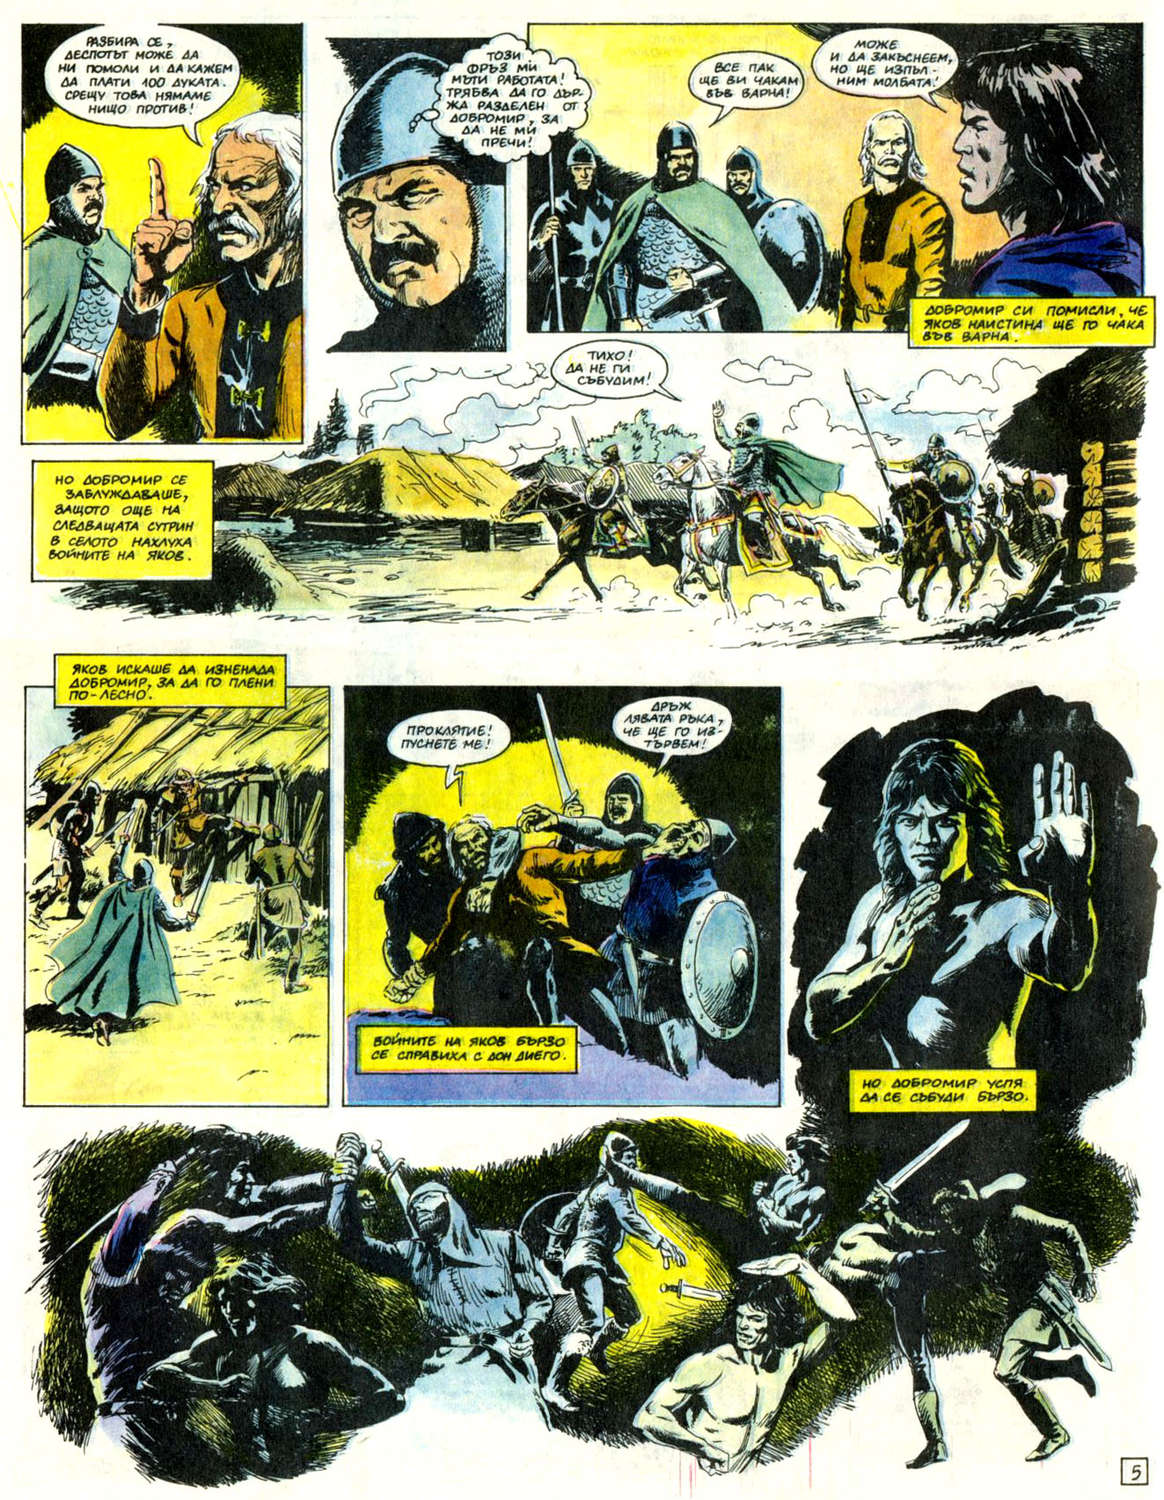 РАЗБИРА СЕ,
ДЕСПОТЪТ МОЖЕ ДА
НИ ПОМОЛИ И ДА КАЖЕМ
ДА ПЛАТИ 400 ДУКАТА.
СРЕЩУ ТОВА НЯМАМЕ
НИЩО ПРОТИВ!
ТОЗИ
ФРЪЗ МИ
МЪТИ РАБОТАТА!
ТРЯБВА ДА ГО ДЪР-
ЖА РАЗДЕЛЕН ОТ
ДОБРОМИР, ЗА
ДА НЕ МИ
ПРЕЧИ!
ВСЕ ПАК
ЩЕ ВИ ЧАКАМ
ВЪВ ВАРНА!
МОЖЕ
И ДА ЗАКЪСНЕЕМ,
НО ЩЕ ИЗПЪЛ-
НИМ МОЛБАТА!
ДОБРОМИР СИ ПОМИСЛИ, ЧЕ
ЯКОВ НАИСТИНА ЩЕ ГО ЧАКА
ВЪВ ВАРНА.
НО ДОБРОМИР СЕ
ЗАБЛУЖДАВАШЕ,
ЗАЩОТО ОЩЕ НА
СЛЕДВАЩАТА СУТРИН
В СЕЛОТО НАХЛУХА
ВОЙНИТЕ НА ЯКОВ.
ТИХО!
ДА НЕ ГИ
СЪБУДИМ!
ЯКОВ ИСКАШЕ ДА ИЗНЕНАДА
ДОБРОМИР, ЗА ДА ГО ПЛЕНИ
ПО-ЛЕСНО.
ПРОКЛЯТИЕ!
ПУСНЕТЕ МЕ!
ДРЪЖ
ЛЯВАТА РЪКА,
ЧЕ ЩЕ ГО ИЗ-
ТЪРВЕМ!
ВОЙНИТЕ НА ЯКОВ БЪРЗО
СЕ СПРАВИХА С ДОН ДИЕГО.
НО ДОБРОМИР УСПЯ
ДА СЕ СЪБУДИ БЪРЗО.
5